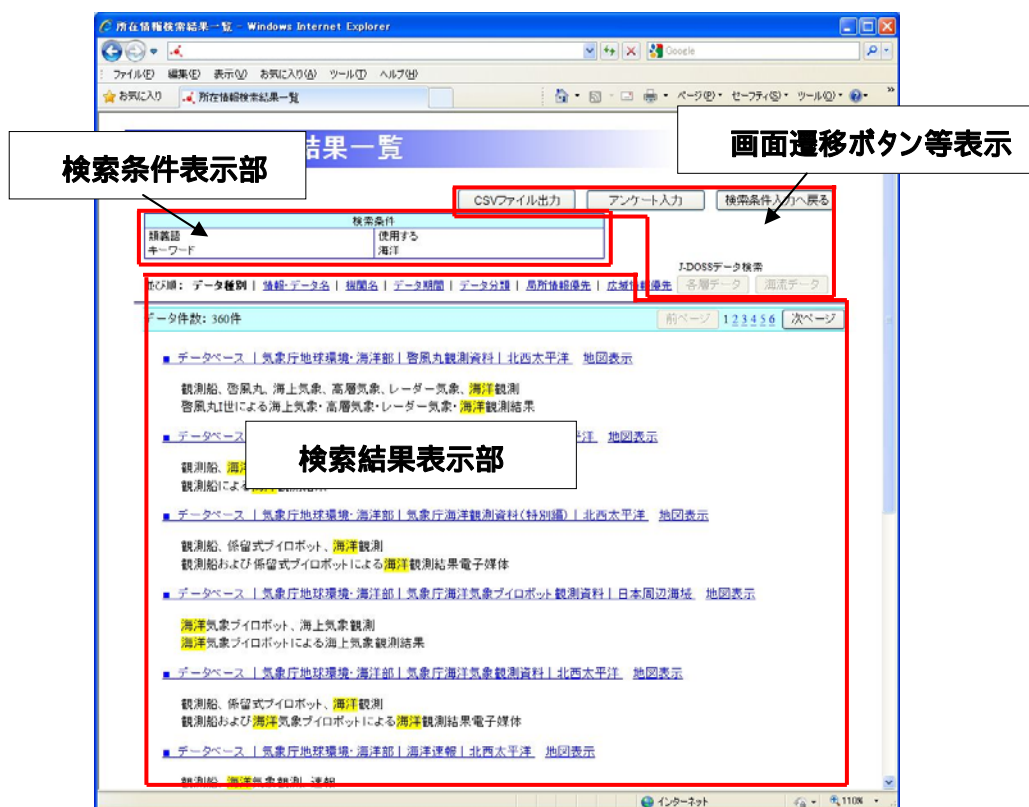 所在情報検索結果一覧 - Windows Internet Explorer
Google
ファイル(F) 編集(E) 表示(V) お気に入り(A) ツール(T) ヘルプ(H)
お気に入り 所在情報検索結果一覧 ページ(P) セーフティ(S) ツール(O)
結果一覧
検索条件表示部
画面遷移ボタン等表示
CSVファイル出力 アンケート入力 検索条件入力へ戻る
検索条件
類義語 使用する
キーワード 海洋
J-DOSSデータ検索
並び順: データ種別 | 情報・データ名 | 機関名 | データ期間 | データ分類 | 局所情報優先 | 広域情報優先 各層データ 海流データ
データ件数: 360件 前ページ 1 2 3 4 5 6 次ページ
■ データベース | 気象庁地球環境・海洋部 | 啓風丸観測資料 | 北西太平洋 地図表示
観測船、啓風丸、海上気象、高層気象、レーダー気象、海洋観測
啓風丸I世による海上気象・高層気象・レーダー気象・海洋観測結果
■ データベース 平洋 地図表示
検索結果表示部
観測船、海
観測船による
■ データベース | 気象庁地球環境・海洋部 | 気象庁海洋観測資料(特別編) | 北西太平洋 地図表示
観測船、係留式ブイロボット、海洋観測
観測船および係留式ブイロボットによる海洋観測結果電子媒体
■ データベース | 気象庁地球環境・海洋部 | 気象庁海洋気象ブイロボット観測資料 | 日本周辺海域 地図表示
海洋気象ブイロボット、海上気象観測
海洋気象ブイロボットによる海上気象観測結果
■ データベース | 気象庁地球環境・海洋部 | 気象庁海洋気象観測資料 | 北西太平洋 地図表示
観測船、係留式ブイロボット、海洋観測
観測船および海洋気象ブイロボットによる海洋観測結果電子媒体
■ データベース | 気象庁地球環境・海洋部 | 海洋速報 | 北西太平洋 地図表示
観測船、海洋気象観測、速報
インターネット 110%